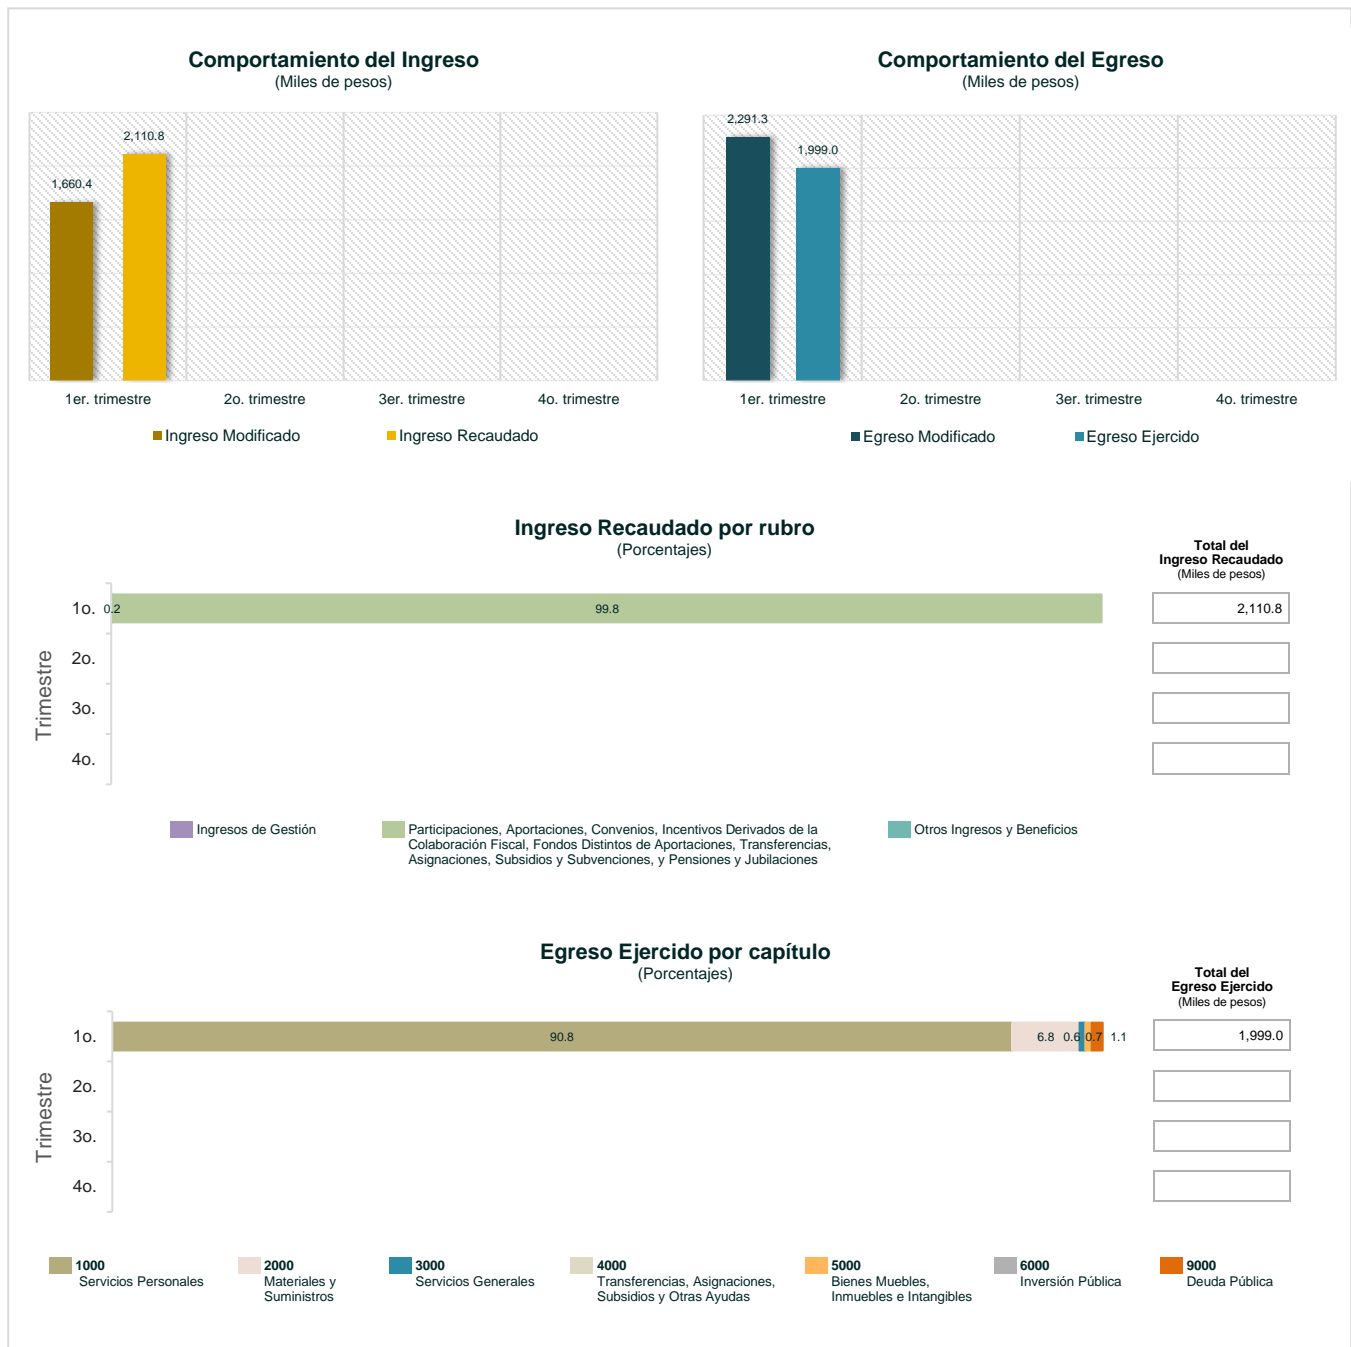 Comportamiento del Ingreso
(Miles de pesos)
2,110.8
1,660.4
1er. trimestre 2o. trimestre 3er. trimestre 4o. trimestre
Ingreso Modificado Ingreso Recaudado
Comportamiento del Egreso
(Miles de pesos)
2,291.3
1,999.0
1er. trimestre 2o. trimestre 3er. trimestre 4o. trimestre
Egreso Modificado Egreso Ejercido
Ingreso Recaudado por rubro
(Porcentajes)
Total del
Ingreso Recaudado
(Miles de pesos)
Trimestre
1o. 0.2 99.8 2,110.8
2o.
3o.
4o.
Ingresos de Gestión
Participaciones, Aportaciones, Convenios, Incentivos Derivados de la
Colaboración Fiscal, Fondos Distintos de Aportaciones, Transferencias,
Asignaciones, Subsidios y Subvenciones, y Pensiones y Jubilaciones
Otros Ingresos y Beneficios
Egreso Ejercido por capítulo
(Porcentajes)
Total del
Egreso Ejercido
(Miles de pesos)
Trimestre
1o. 90.8 6.8 0.6 0.7 1.1 1,999.0
2o.
3o.
4o.
1000
Servicios Personales
2000
Materiales y
Suministros
3000
Servicios Generales
4000
Transferencias, Asignaciones,
Subsidios y Otras Ayudas
5000
Bienes Muebles,
Inmuebles e Intangibles
6000
Inversión Pública
9000
Deuda Pública